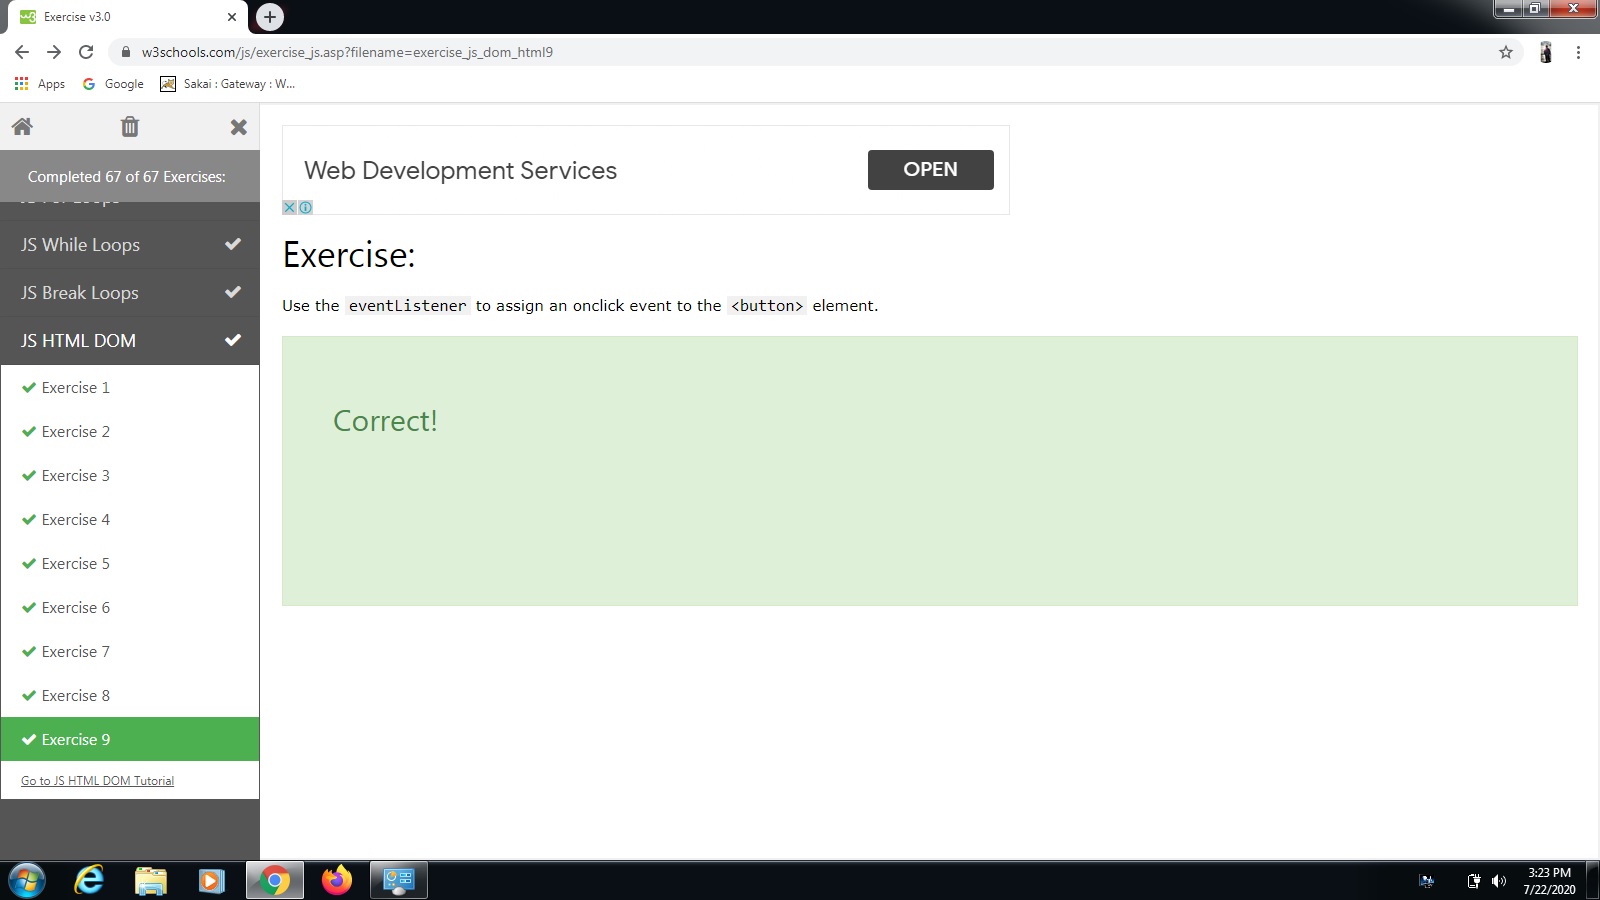 Exercise v3.0
w3schools.com/js/exercise_js.asp?filename=exercise_js_dom_html9
Apps
Google
Sakai : Gateway : W...
Completed 67 of 67 Exercises:
JS For Loops
JS While Loops
JS Break Loops
JS HTML DOM
Exercise 1
Exercise 2
Exercise 3
Exercise 4
Exercise 5
Exercise 6
Exercise 7
Exercise 8
Exercise 9
Go to JS HTML DOM Tutorial
Web Development Services
OPEN
Exercise:
Use the eventListener to assign an onclick event to the <button> element.
Correct!
3:23 PM
7/22/2020